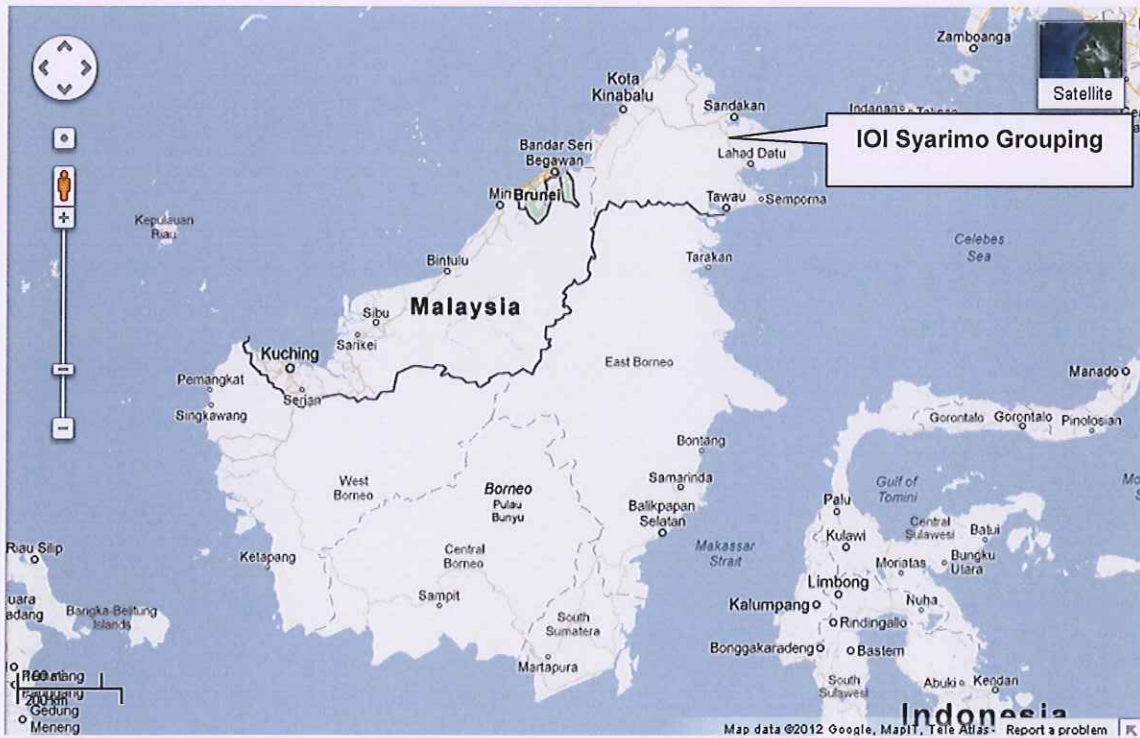 Zamboanga
Satellite
Kota
Kinabalu
Sandakan
IOI Syarimo Grouping
Lahad Datu
Bandar Seri
Begawan
Brunei
Tawau
Semporna
Kepulauan
Riau
Celebes
Sea
Bintulu
Tarakan
Malaysia
Sibu
Sarikei
Kuching
East Borneo
Manado
Pemangkat
Serian
Singkawang
Gorontalo
Gorontalo
Pinolosian
Bontang
West
Borneo
Borneo
Pulau
Bunyu
Samarinda
Gulf of
Tomini
Palu
Balikpapan
Selatan
Central
Sulawesi
Batui
Riau Silip
Ketapang
Central
Borneo
Makassar
Strait
Kulawi
Moriatas
Bungku
Utara
Limbong
Bangka-Belitung
Islands
Sampit
Kalumpang
Nuha
South
Sumatera
Rindingallo
Bonggakaradeng
Bastem
Martapura
South
Sulawesi
Abuki
Kendari
200 km
Gedung
Meneng
Indonesia
Map data ©2012 Google, MapIT, Tele Atlas - Report a problem